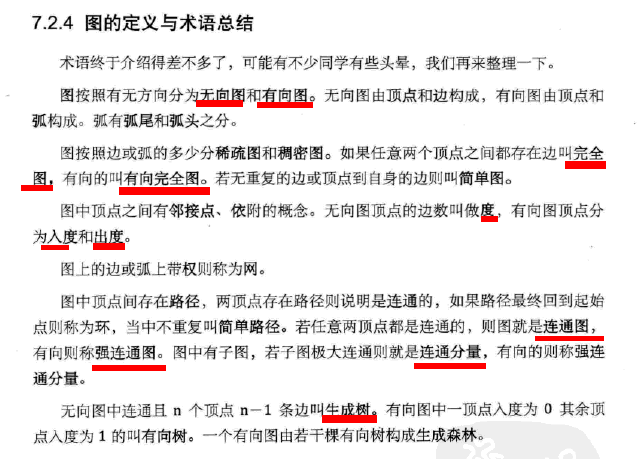 7.2.4 图的定义与术语总结
术语终于介绍得差不多了，可能有不少同学有些头晕，我们再来整理一下。
图按照有无方向分为无向图和有向图。无向图由顶点和边构成，有向图由顶点和
弧构成。弧有弧尾和弧头之分。
图按照边或弧的多少分稀疏图和稠密图。如果任意两个顶点之间都存在边叫完全
图，有向的叫有向完全图。若无重复的边或顶点到自身的边则叫简单图。
图中顶点之间有邻接点、依附的概念。无向图顶点的边数叫做度，有向图顶点分
为入度和出度。
图上的边或弧上带权则称为网。
图中顶点间存在路径，两顶点存在路径则说明是连通的，如果路径最终回到起始
点则称为环，当中不重复叫简单路径。若任意两顶点都是连通的，则图就是连通图，
有向则称强连通图。图中有子图，若子图极大连通则就是连通分量，有向的则称强连
通分量。
无向图中连通且 n 个顶点 n−1 条边叫生成树。有向图中一顶点入度为 0 其余顶
点入度为 1 的叫有向树。一个有向图由若干棵有向树构成生成森林。